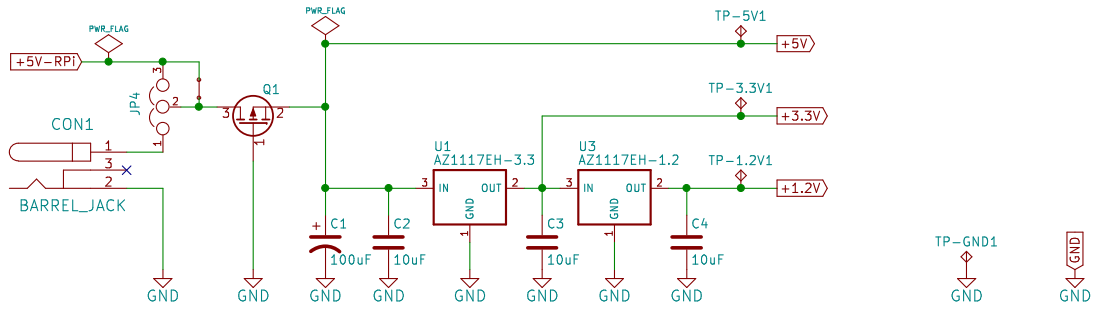 PWR_FLAG
PWR_FLAG
TP-5V1
+5V
+5V-RPi
3
JP4
2
1
Q1
3
2
1
TP-3.3V1
+3.3V
CON1
1
3
2
BARREL_JACK
U1
AZ1117EH-3.3
3
IN
OUT
2
GND
1
U3
AZ1117EH-1.2
3
IN
OUT
2
GND
1
TP-1.2V1
+1.2V
+
C1
100uF
C2
10uF
C3
10uF
C4
10uF
TP-GND1
GND
GND
GND
GND
GND
GND
GND
GND
GND
GND
GND